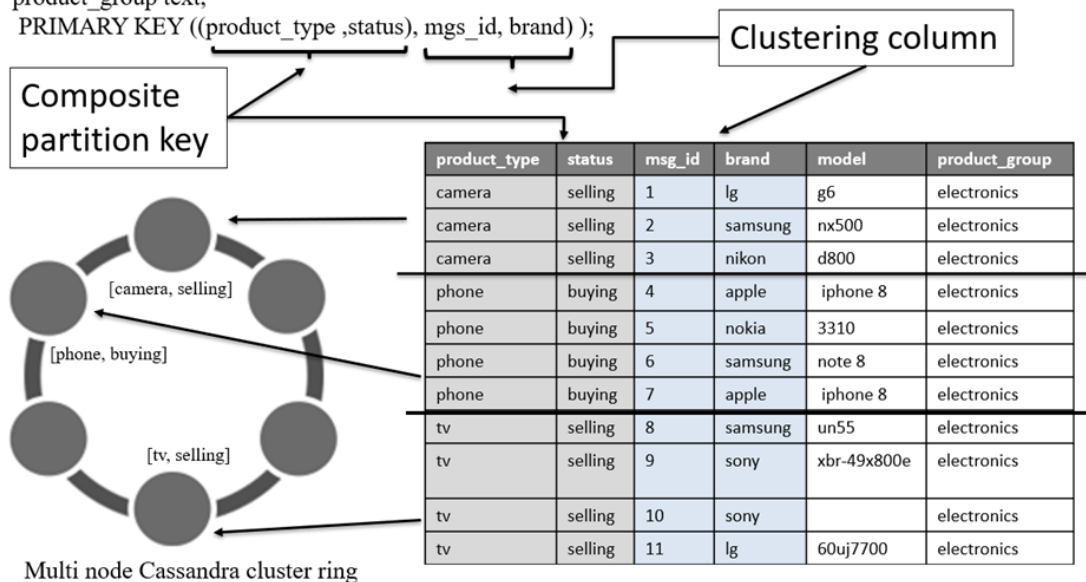 product_group text,
PRIMARY KEY ((product_type ,status), mgs_id, brand) );
Clustering column
Composite
partition key
product_type status msg_id brand model product_group
camera selling 1 lg g6 electronics
camera selling 2 samsung nx500 electronics
camera selling 3 nikon d800 electronics
phone buying 4 apple iphone 8 electronics
phone buying 5 nokia 3310 electronics
phone buying 6 samsung note 8 electronics
phone buying 7 apple iphone 8 electronics
tv selling 8 samsung un55 electronics
tv selling 9 sony xbr-49x800e electronics
tv selling 10 sony electronics
tv selling 11 lg 60uj7700 electronics
[camera, selling]
[phone, buying]
[tv, selling]
Multi node Cassandra cluster ring